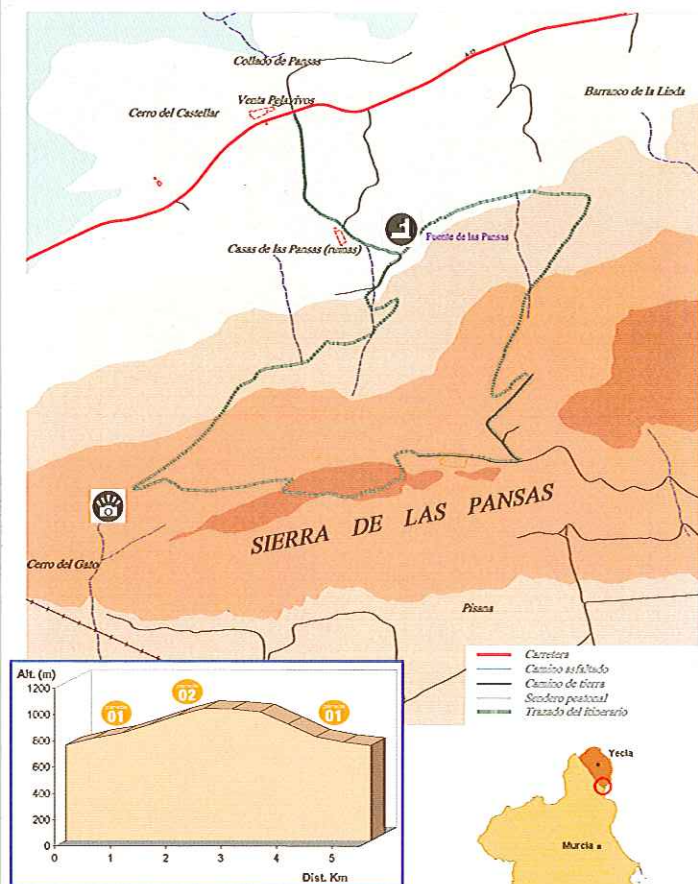 Collado de Pansas
Venta Pelavivos
Cerro del Castellar
Barranco de la Linda
Fuente de las Pansas
Casas de las Pansas (ruinas)
SIERRA DE LAS PANSAS
Cerro del Gato
Pisana
Carretera
Camino asfaltado
Camino de tierra
Sendero peatonal
Trazado del itinerario
Alt. (m)
1200
1000
800
600
400
200
0
01
02
01
0 1 2 3 4 5
Dist. Km
Yecla
Murcia